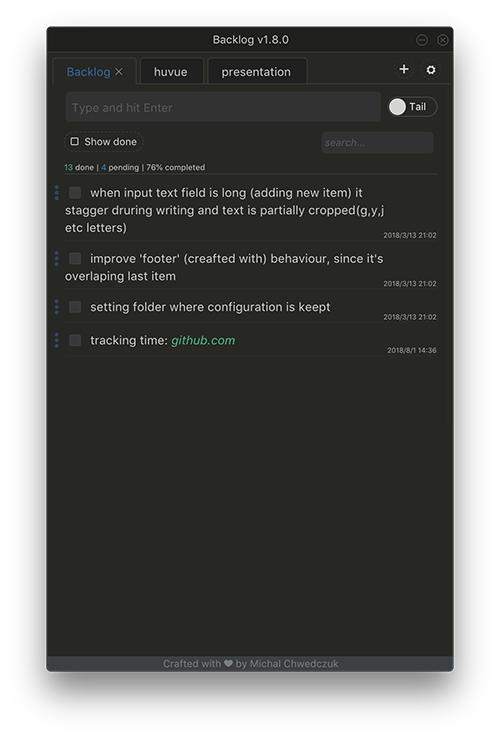 Backlog v1.8.0
Backlog huvue presentation
Type and hit Enter Tail
Show done search...
13 done | 4 pending | 76% completed
when input text field is long (adding new item) it
stagger druring writing and text is partially cropped(g,y,j
etc letters)
2018/3/13 21:02
improve 'footer' (creafted with) behaviour, since it's
overlaping last item
2018/3/13 21:02
setting folder where configuration is keept
2018/3/13 21:02
tracking time: github.com
2018/8/1 14:36
Crafted with ❤ by Michal Chwedczuk